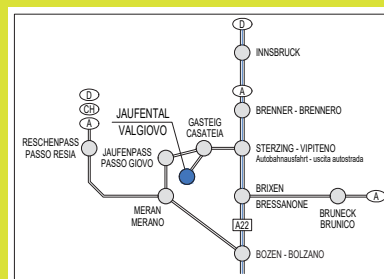 D
INNSBRUCK
D
CH
A
A
BRENNER - BRENNERO
JAUFENTAL
VALGIOVO
GASTEIG
CASATEIA
RESCHENPASS
PASSO RESIA
JAUFENPASS
PASSO GIOVO
STERZING - VIPITENO
Autobahnausfahrt - uscita autostrada
BRIXEN
BRESSANONE
A
MERAN
MERANO
BRUNECK
BRUNICO
A22
BOZEN - BOLZANO